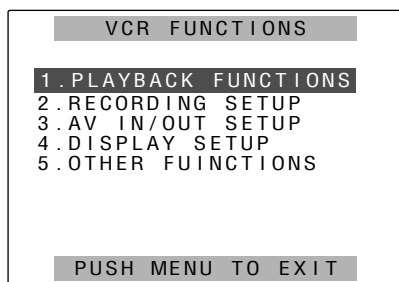 VCR FUNCTIONS
1.PLAYBACK FUNCTIONS
2.RECORDING SETUP
3.AV IN/OUT SETUP
4.DISPLAY SETUP
5.OTHER FUINCTIONS
PUSH MENU TO EXIT